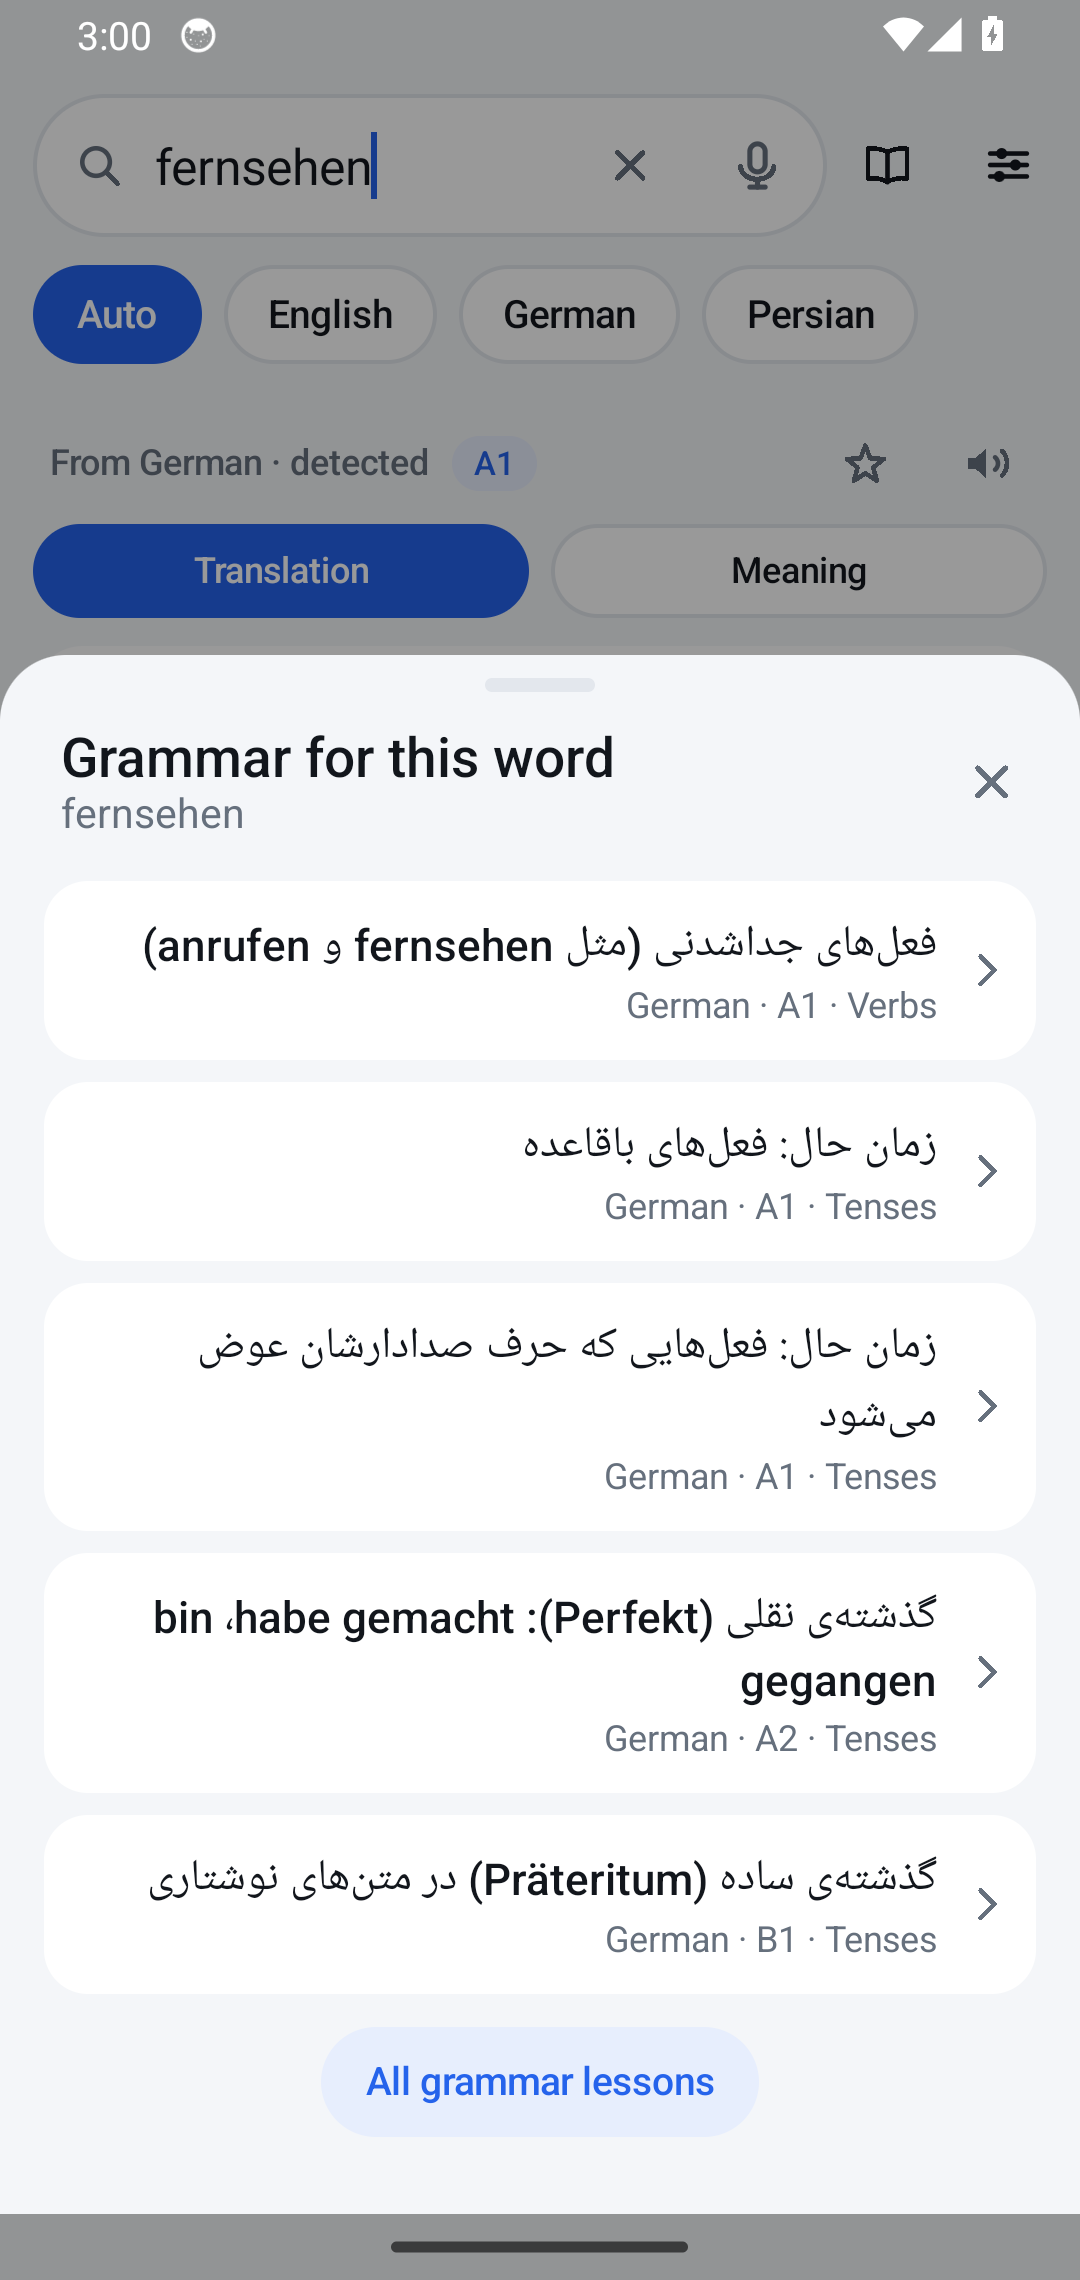 3:00
fernsehen
Auto
English
German
Persian
From German · detected
A1
Translation
Meaning
Grammar for this word
fernsehen
فعل‌های جداشدنی (مثل fernsehen و anrufen)
German · A1 · Verbs
زمان حال: فعل‌های باقاعده
German · A1 · Tenses
زمان حال: فعل‌هایی که حرف صدادارشان عوض
می‌شود
German · A1 · Tenses
گذشته‌ی نقلی (Perfekt): habe gemacht، bin
gegangen
German · A2 · Tenses
گذشته‌ی ساده (Präteritum) در متن‌های نوشتاری
German · B1 · Tenses
All grammar lessons